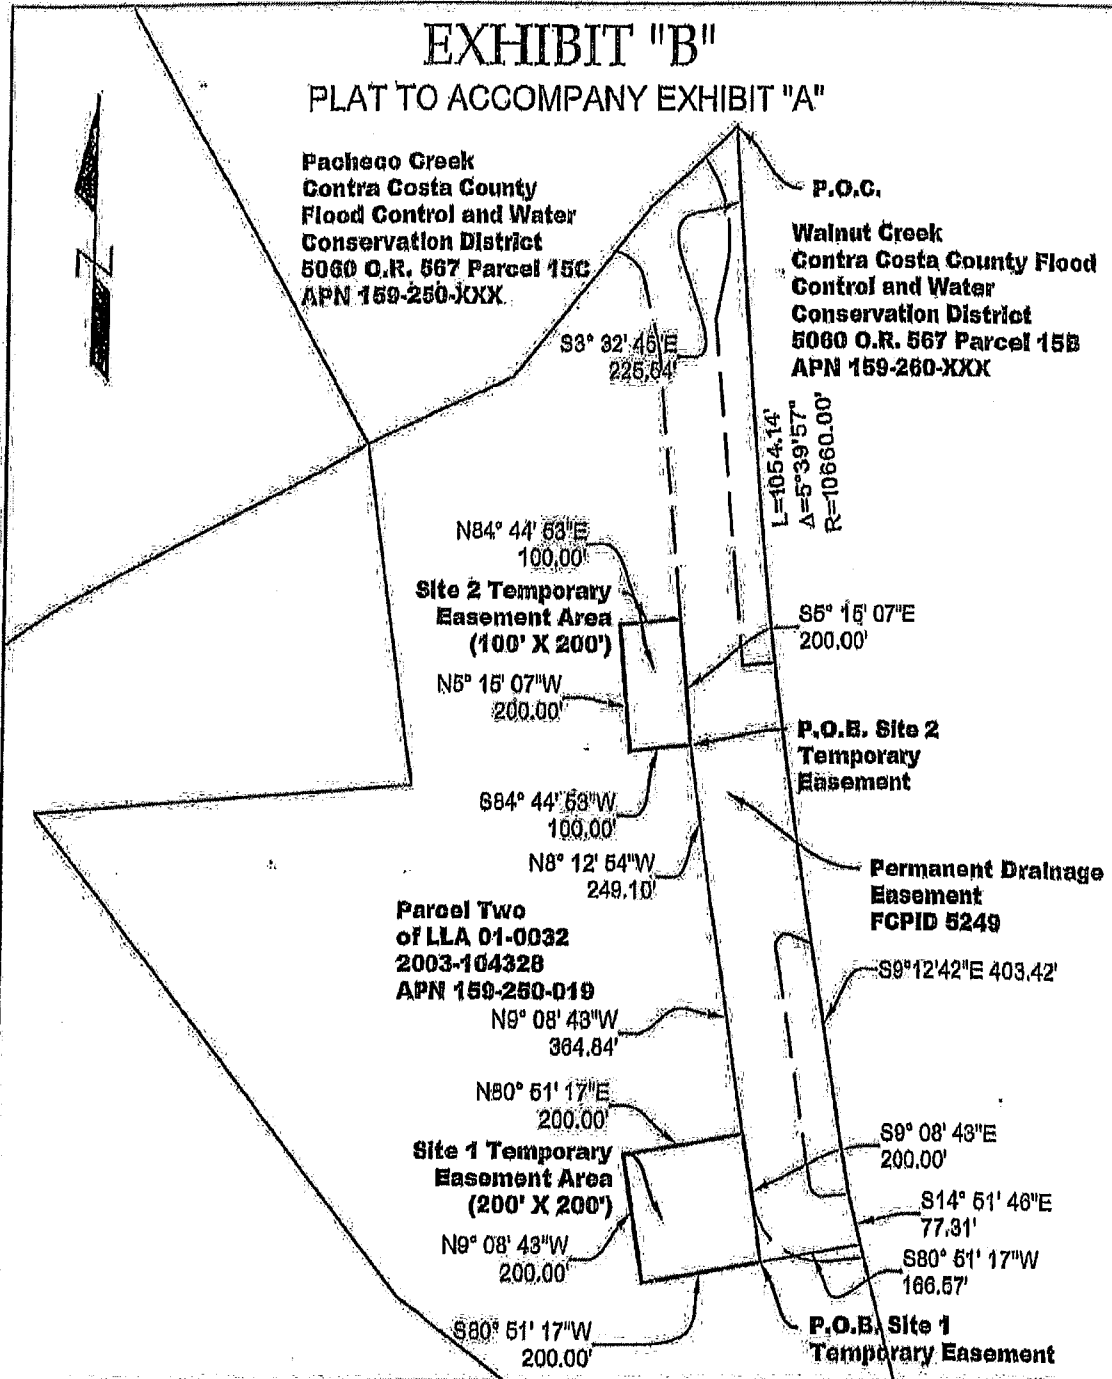 EXHIBIT "B"
PLAT TO ACCOMPANY EXHIBIT "A"
Pacheco Creek
Contra Costa County
Flood Control and Water
Conservation District
5060 O.R. 567 Parcel 15C
APN 159-250-XXX
P.O.C.
Walnut Creek
Contra Costa County Flood
Control and Water
Conservation District
5060 O.R. 567 Parcel 15B
APN 159-260-XXX
S3° 32' 46"E
225.64'
L=1054.14'
Δ=5°39'57"
R=10660.00'
N84° 44' 53"E
100.00'
Site 2 Temporary
Easement Area
(100' X 200')
N5° 15' 07"W
200.00'
S5° 15' 07"E
200.00'
P.O.B. Site 2
Temporary
Easement
S84° 44' 53"W
100.00'
N8° 12' 54"W
249.10'
Permanent Drainage
Easement
FCPID 5249
Parcel Two
of LLA 01-0032
2003-104328
APN 159-250-019
S9°12'42"E 403.42'
N9° 08' 43"W
364.84'
N80° 51' 17"E
200.00'
Site 1 Temporary
Easement Area
(200' X 200')
S9° 08' 43"E
200.00'
S14° 51' 46"E
77.31'
N9° 08' 43"W
200.00'
S80° 51' 17"W
166.57'
P.O.B. Site 1
Temporary Easement
S80° 51' 17"W
200.00'